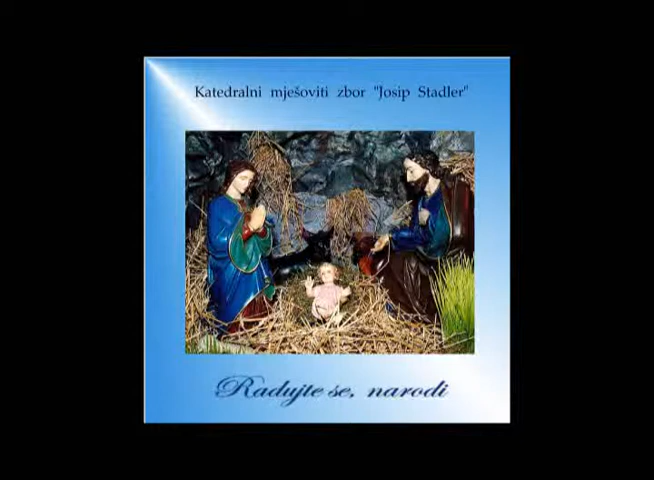 Katedralni mješoviti zbor "Josip Stadler"
Radujte se, narodi